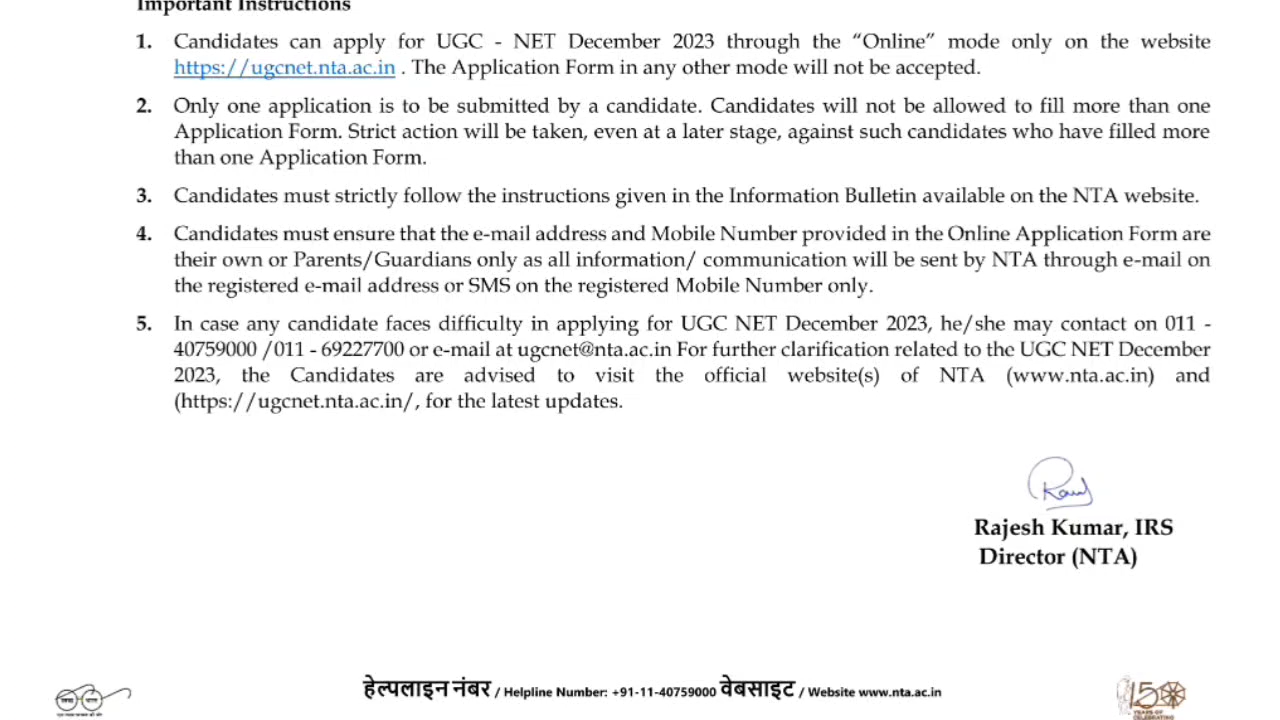 Important Instructions
1. Candidates can apply for UGC - NET December 2023 through the “Online” mode only on the website
https://ugcnet.nta.ac.in . The Application Form in any other mode will not be accepted.
2. Only one application is to be submitted by a candidate. Candidates will not be allowed to fill more than one
Application Form. Strict action will be taken, even at a later stage, against such candidates who have filled more
than one Application Form.
3. Candidates must strictly follow the instructions given in the Information Bulletin available on the NTA website.
4. Candidates must ensure that the e-mail address and Mobile Number provided in the Online Application Form are
their own or Parents/Guardians only as all information/ communication will be sent by NTA through e-mail on
the registered e-mail address or SMS on the registered Mobile Number only.
5. In case any candidate faces difficulty in applying for UGC NET December 2023, he/she may contact on 011 -
40759000 /011 - 69227700 or e-mail at ugcnet@nta.ac.in For further clarification related to the UGC NET December
2023, the Candidates are advised to visit the official website(s) of NTA (www.nta.ac.in) and
(https://ugcnet.nta.ac.in/, for the latest updates.
Rajesh Kumar, IRS
Director (NTA)
हेल्पलाइन नंबर / Helpline Number: +91-11-40759000 वेबसाइट / Website www.nta.ac.in
150
YEARS OF
CELEBRATING